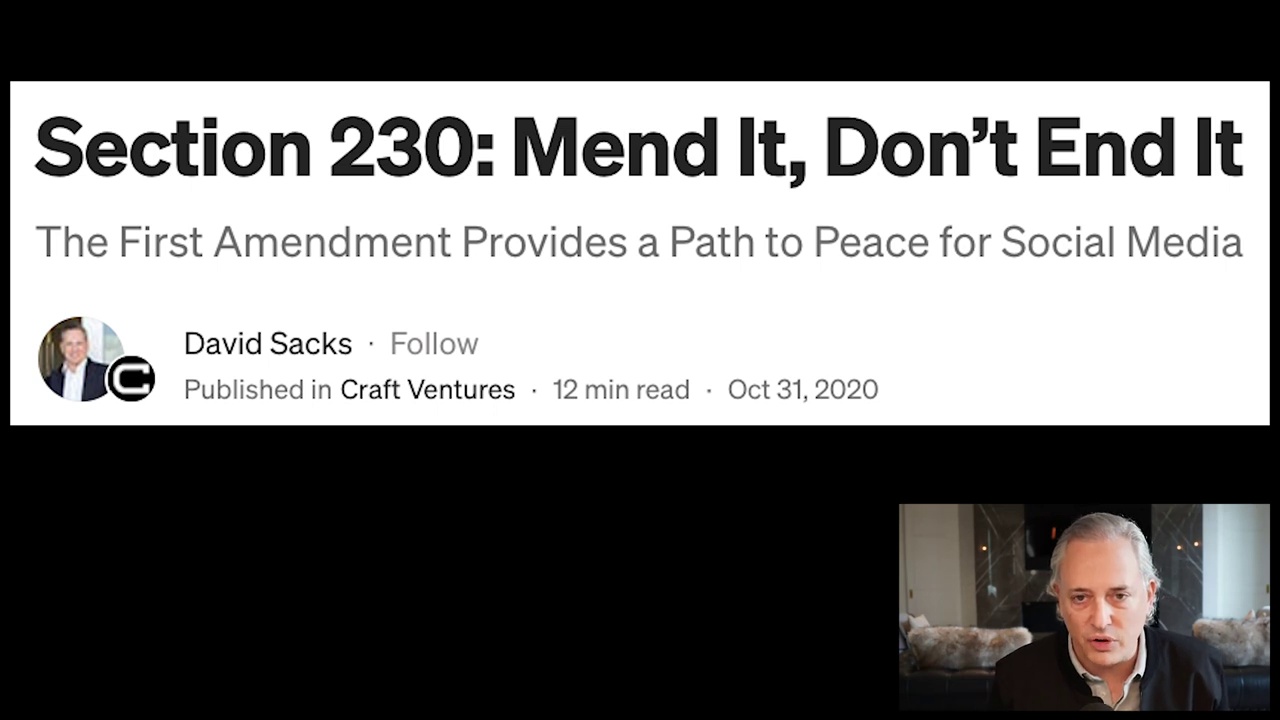 Section 230: Mend It, Don’t End It
The First Amendment Provides a Path to Peace for Social Media
David Sacks · Follow
Published in Craft Ventures · 12 min read · Oct 31, 2020